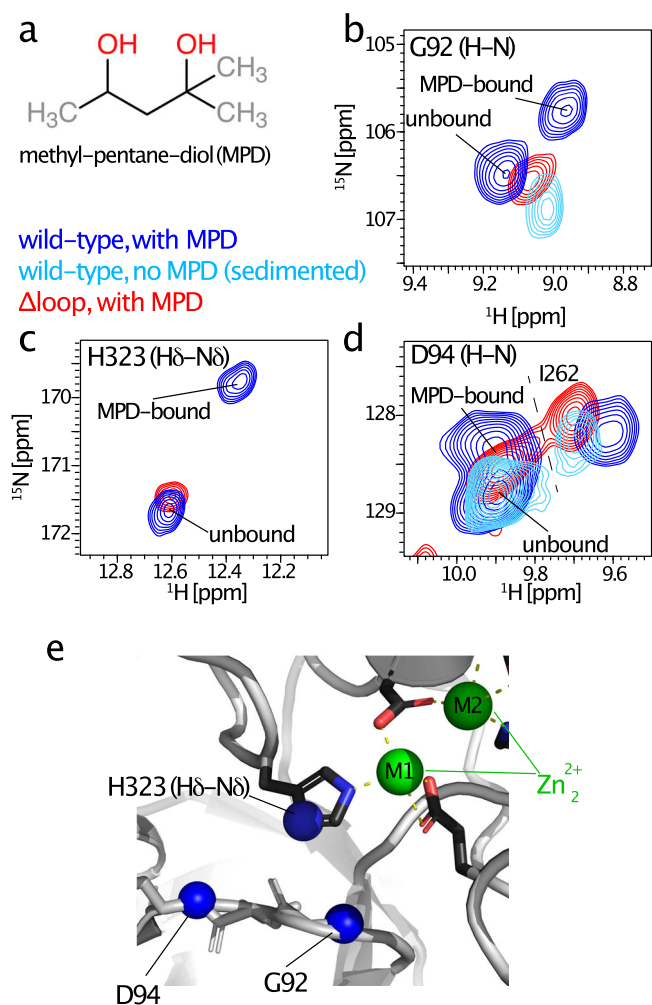 a
OH
OH
CH3
H3C
CH3
methyl-pentane-diol (MPD)
wild-type, with MPD
wild-type, no MPD (sedimented)
Δloop, with MPD
b
G92 (H-N)
MPD-bound
unbound
105
106
107
15N [ppm]
9.4
9.2
9.0
8.8
1H [ppm]
c
H323 (Hδ-Nδ)
MPD-bound
unbound
170
171
172
15N [ppm]
12.8
12.6
12.4
12.2
1H [ppm]
d
D94 (H-N)
I262
MPD-bound
unbound
128
129
10.0
9.8
9.6
1H [ppm]
e
M2
M1
H323 (Hδ-Nδ)
Zn2 2+
G92
D94